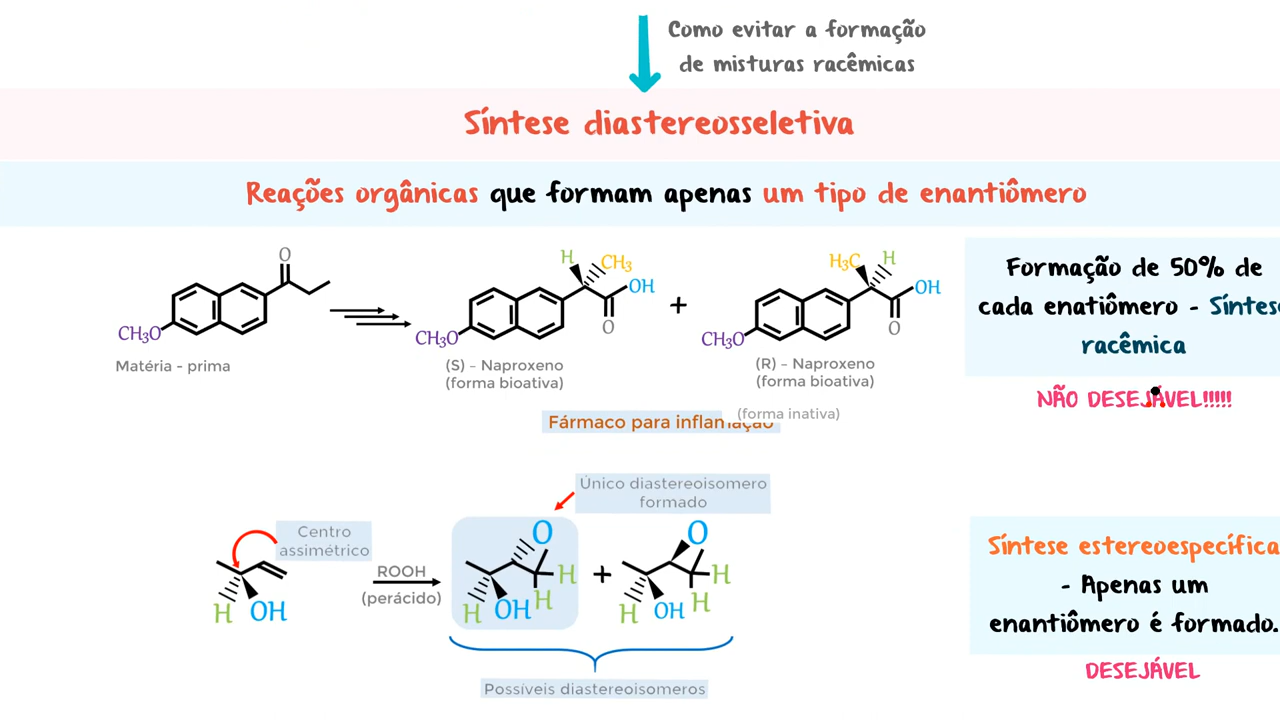 Como evitar a formação
de misturas racêmicas
Síntese diastereosseletiva
Reações orgânicas que formam apenas um tipo de enantiômero
O
CH₃O
Matéria - prima
H
CH₃
OH
O
CH₃O
(S) – Naproxeno
(forma bioativa)
+
H₃C
H
OH
O
CH₃O
(R) – Naproxeno
(forma bioativa)
(forma inativa)
Fármaco para inflamação
Formação de 50% de
cada enatiômero - Síntese
racêmica
NÃO DESEJÁVEL!!!!!
Único diastereoisomero
formado
Centro
assimétrico
H
OH
ROOH
(perácido)
O
H
H
OH
H
+
O
H
H
OH
H
Possíveis diastereoisomeros
Síntese estereoespecífica
- Apenas um
enantiômero é formado.
DESEJÁVEL